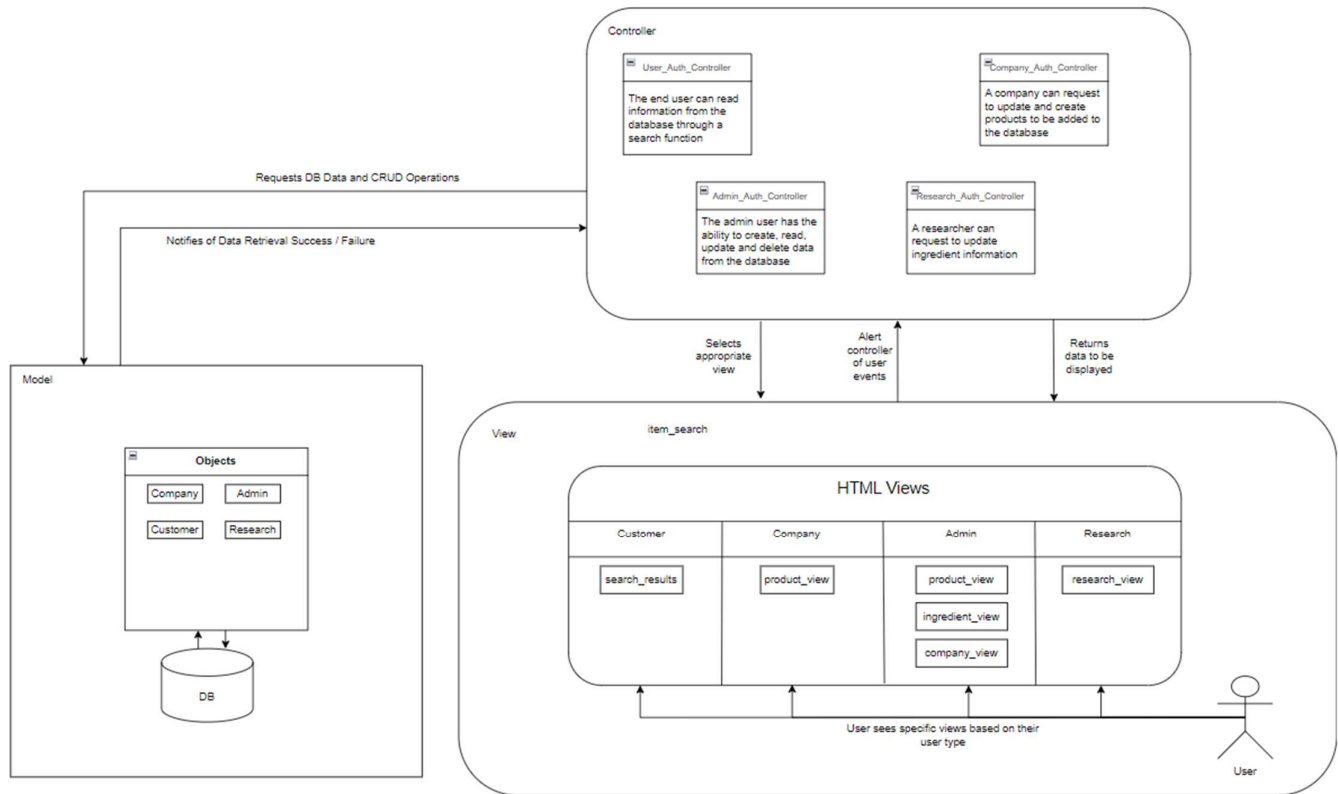 Controller
User_Auth_Controller
The end user can read
information from the
database through a
search function
Company_Auth_Controller
A company can request
to update and create
products to be added to
the database
Admin_Auth_Controller
The admin user has the
ability to create, read,
update and delete data
from the database
Research_Auth_Controller
A researcher can
request to update
ingredient information
Requests DB Data and CRUD Operations
Notifies of Data Retrieval Success / Failure
Selects
appropriate
view
Alert
controller
of user
events
Returns
data to be
displayed
Model
Objects
Company
Admin
Customer
Research
DB
View
item_search
HTML Views
Customer
Company
Admin
Research
search_results
product_view
product_view
research_view
ingredient_view
company_view
User sees specific views based on their
user type
User